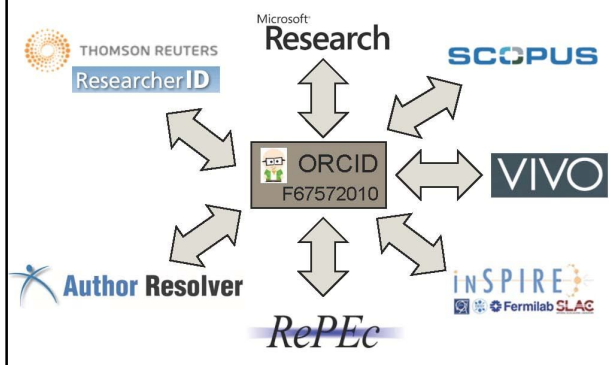 Microsoft
Research
THOMSON REUTERS
ResearcherID
SCOPUS
ORCID
F67572010
VIVO
Author Resolver
iNSPIRE
Fermilab SLAC
RePEc